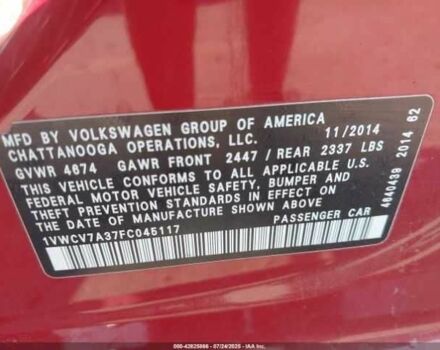 MFD BY VOLKSWAGEN GROUP OF AMERICA
CHATTANOOGA OPERATIONS, LLC. 11/2014
GVWR 4674 GAWR FRONT 2447 / REAR 2337 LBS
THIS VEHICLE CONFORMS TO ALL APPLICABLE U.S.
FEDERAL MOTOR VEHICLE SAFETY, BUMPER AND
THEFT PREVENTION STANDARDS IN EFFECT ON THE
DATE OF MANUFACTURE SHOWN ABOVE.
1VWCV7A37FC045117 PASSENGER CAR
4640439 2014 62
000-42825866 | 07/24/2025 | IAA Inc.